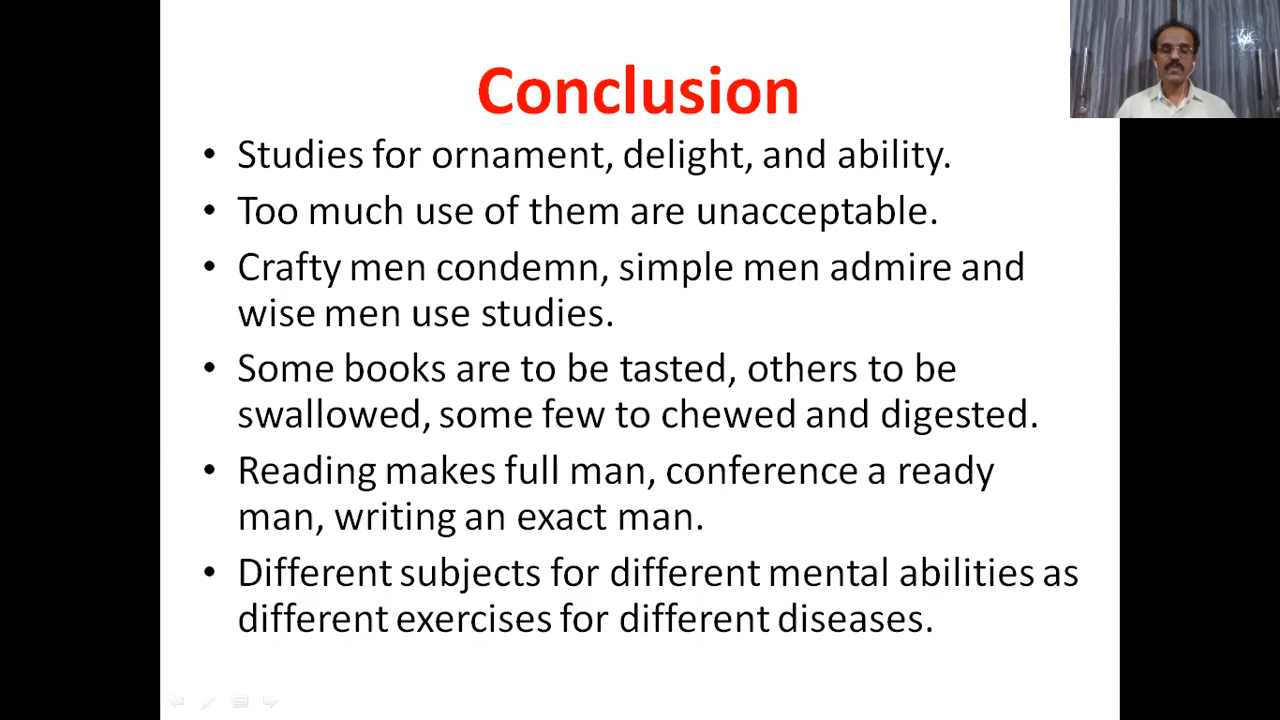 Conclusion
• Studies for ornament, delight, and ability.
• Too much use of them are unacceptable.
• Crafty men condemn, simple men admire and
wise men use studies.
• Some books are to be tasted, others to be
swallowed, some few to chewed and digested.
• Reading makes full man, conference a ready
man, writing an exact man.
• Different subjects for different mental abilities as
different exercises for different diseases.